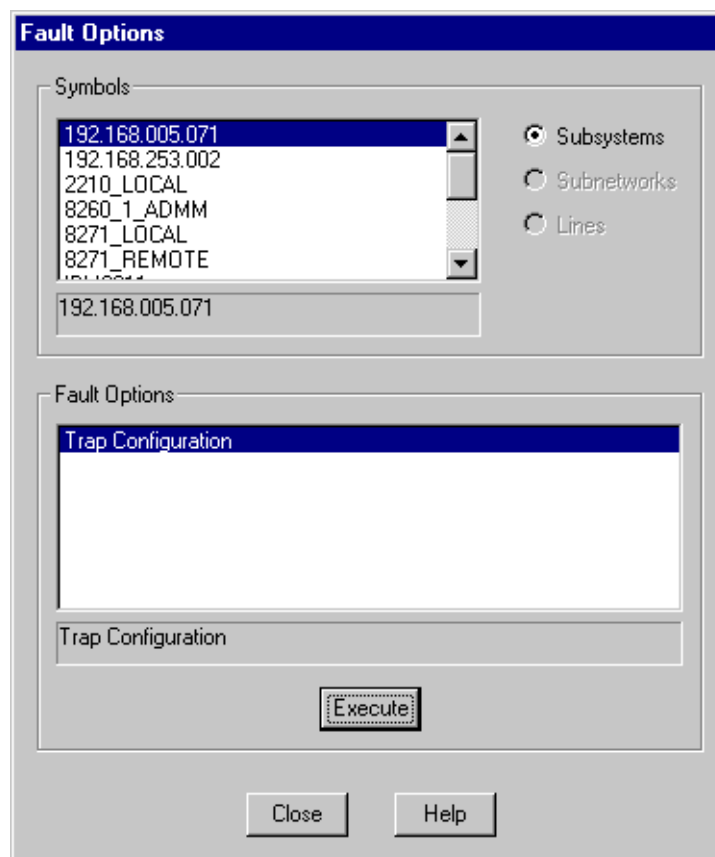 Fault Options
Symbols
192.168.005.071
192.168.253.002
2210_LOCAL
8260_1_ADMM
8271_LOCAL
8271_REMOTE
192.168.005.071
Subsystems
Subnetworks
Lines
Fault Options
Trap Configuration
Trap Configuration
Execute
Close
Help